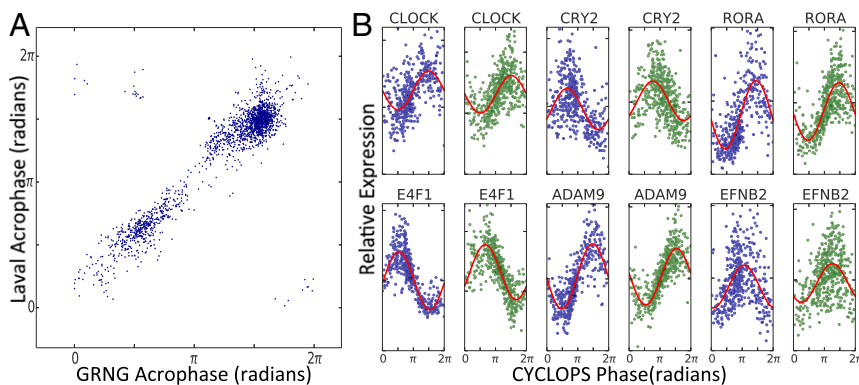 A
B
CLOCK CLOCK CRY2 CRY2 RORA RORA
E4F1 E4F1 ADAM9 ADAM9 EFNB2 EFNB2
Laval Acrophase (radians)
2π
π
0
0 π 2π
GRNG Acrophase (radians)
Relative Expression
0 π 2π 0 π 2π 0 π 2π 0 π 2π 0 π 2π 0 π 2π
CYCLOPS Phase(radians)